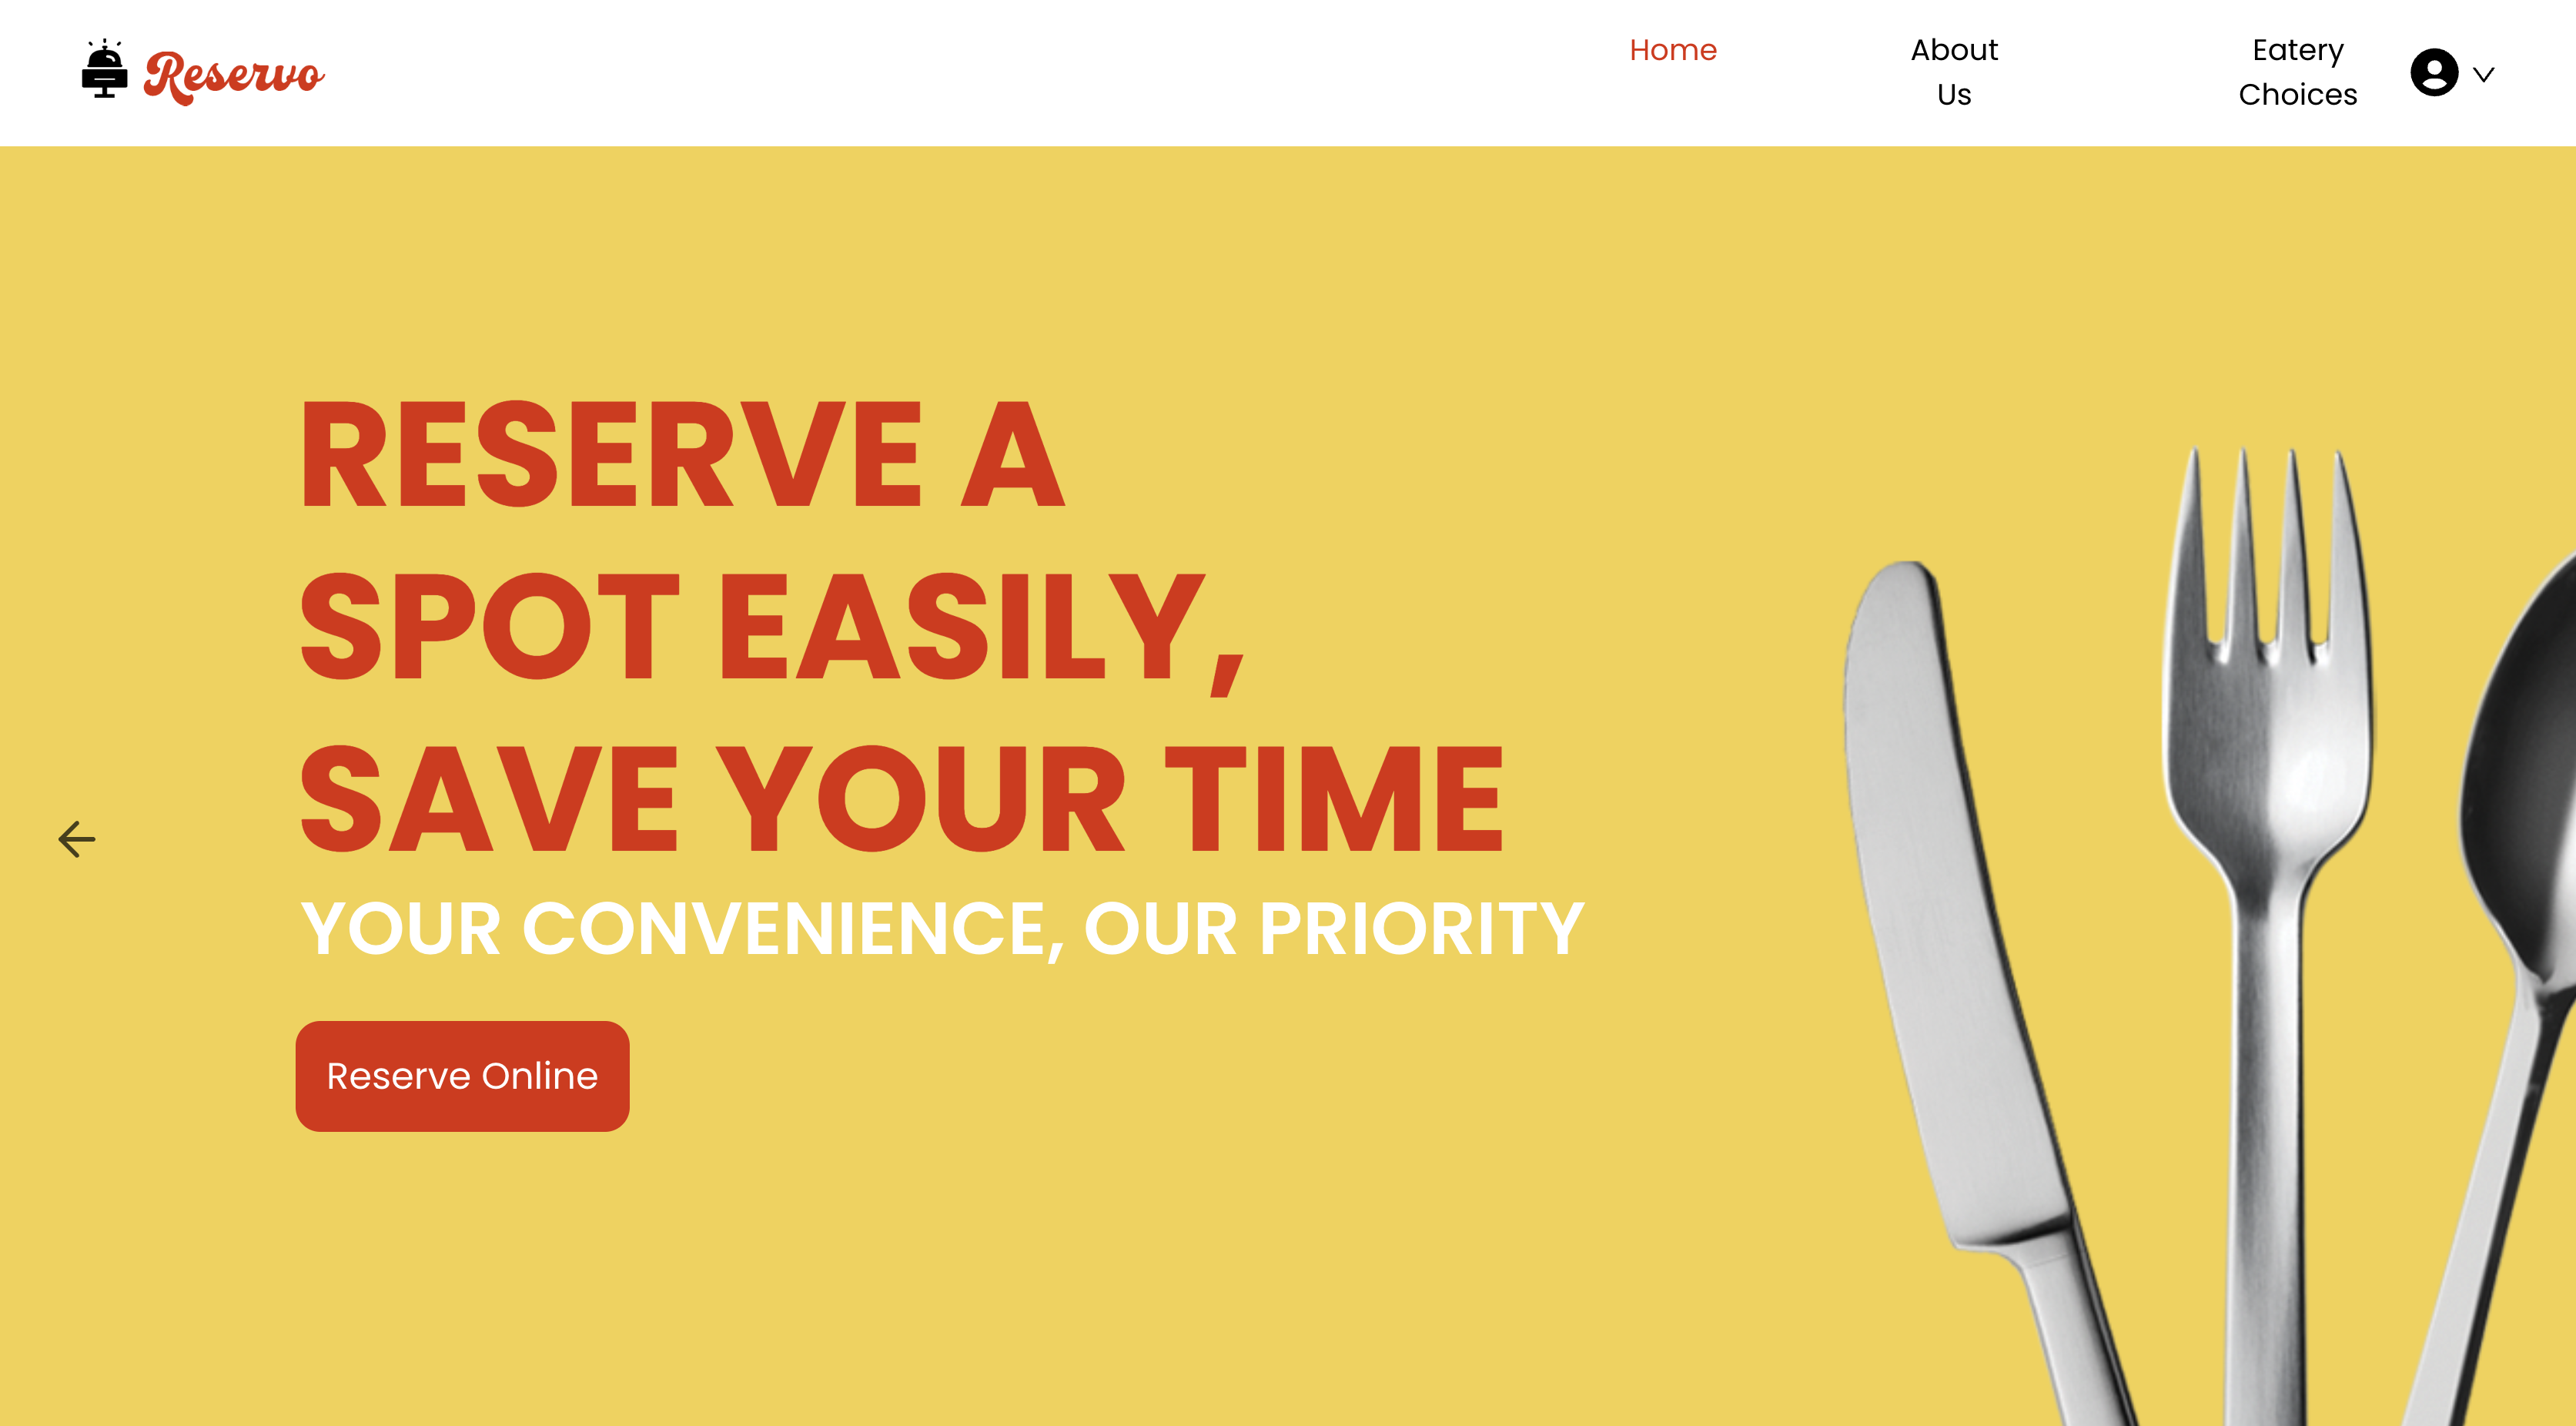 Reservo
Home
About
Us
Eatery
Choices
RESERVE A
SPOT EASILY,
SAVE YOUR TIME
YOUR CONVENIENCE, OUR PRIORITY
Reserve Online